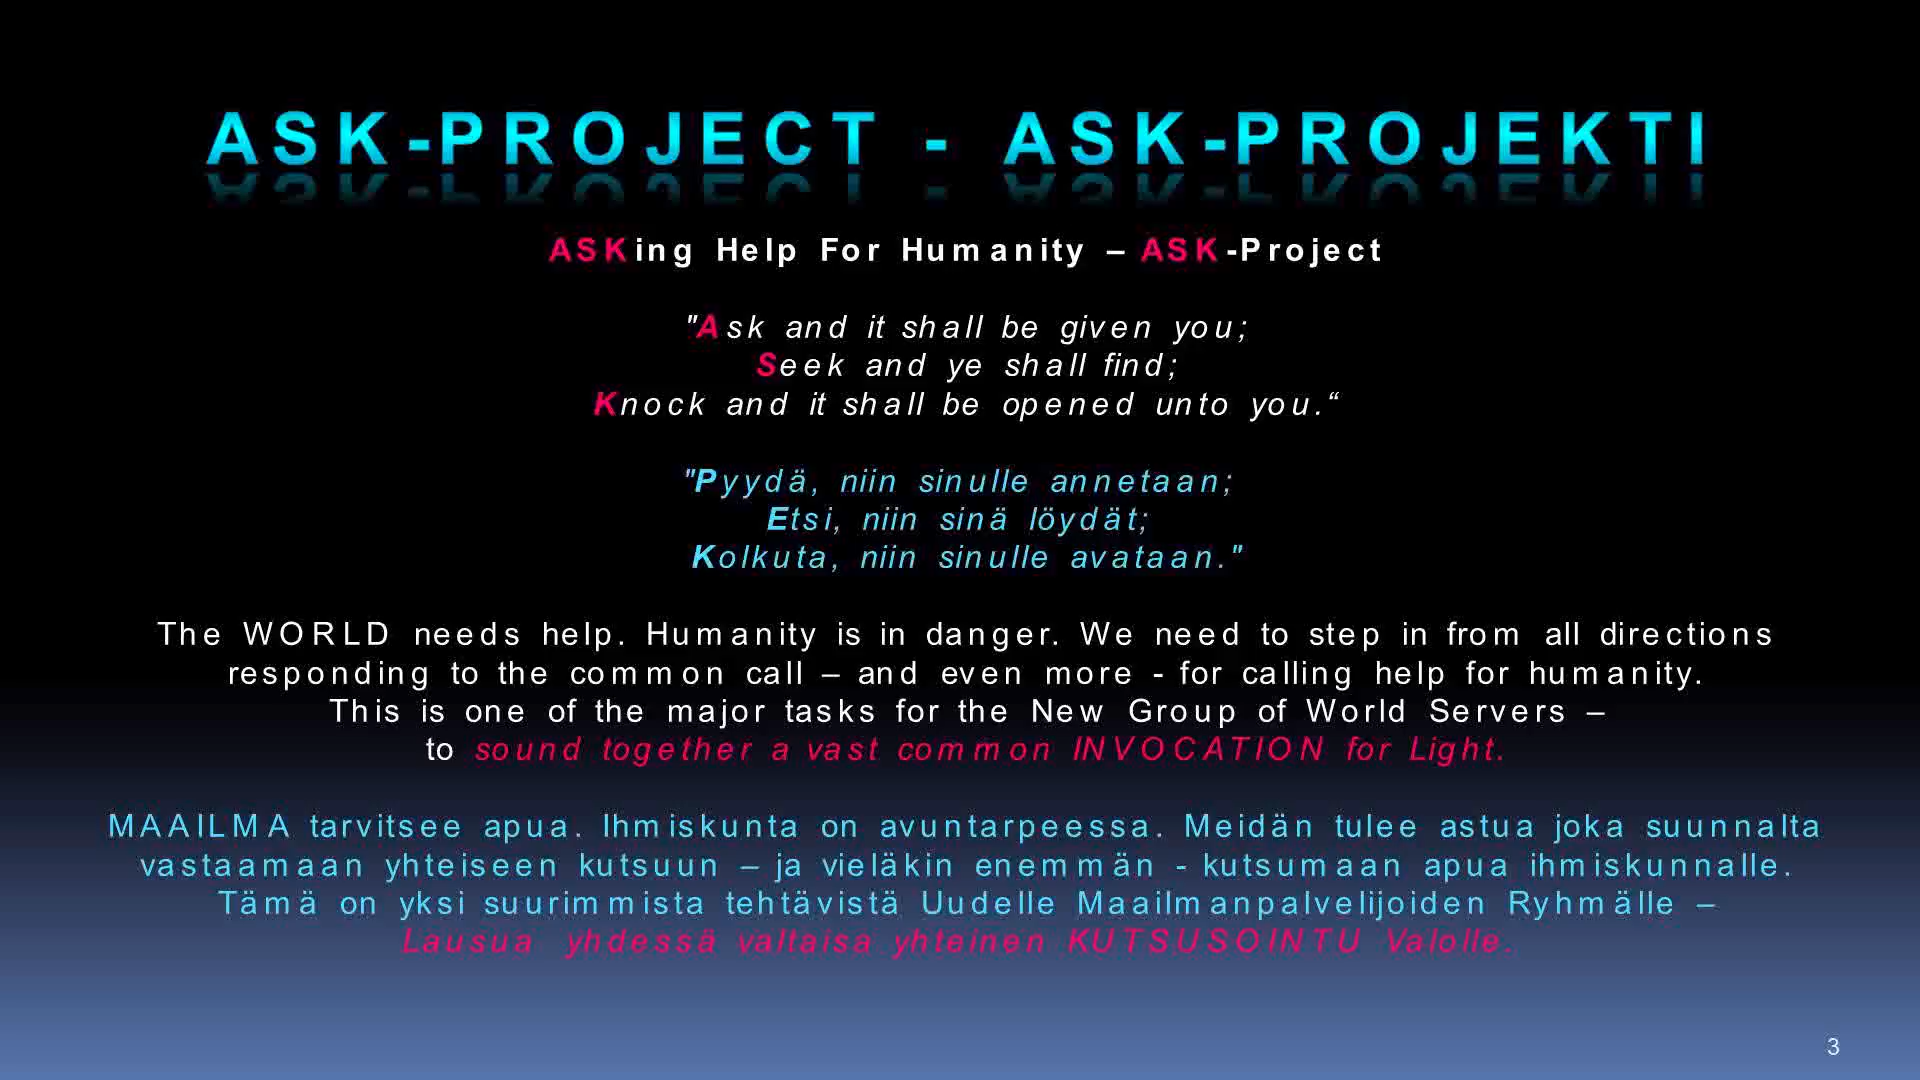 ASK-PROJECT - ASK-PROJEKTI
ASKing Help For Humanity – ASK-Project
"Ask and it shall be given you;
Seek and ye shall find;
Knock and it shall be opened unto you.“
"Pyydä, niin sinulle annetaan;
Etsi, niin sinä löydät;
Kolkuta, niin sinulle avataan."
The WORLD needs help. Humanity is in danger. We need to step in from all directions
responding to the common call – and even more - for calling help for humanity.
This is one of the major tasks for the New Group of World Servers –
to sound together a vast common INVOCATION for Light.
MAAILMA tarvitsee apua. Ihmiskunta on avuntarpeessa. Meidän tulee astua joka suunnalta
vastaamaan yhteiseen kutsuun – ja vieläkin enemmän - kutsumaan apua ihmiskunnalle.
Tämä on yksi suurimmista tehtävistä Uudelle Maailmanpalvelijoiden Ryhmälle –
Lausua yhdessä valtaisa yhteinen KUTSUSOINTU Valolle.
3